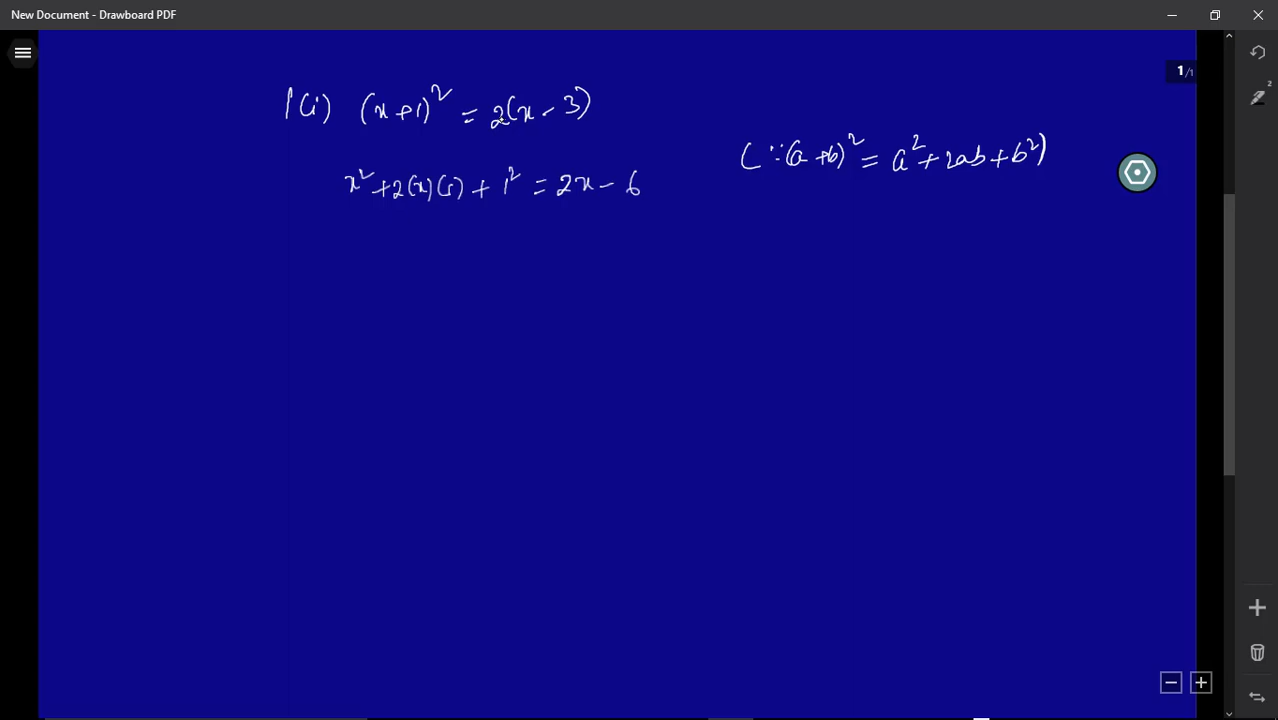 New Document - Drawboard PDF
1/1
2
1(i) (x+1)² = 2(x-3)
(∵(a+b)² = a²+2ab+b²)
x²+2(x)(1)+1² = 2x-6